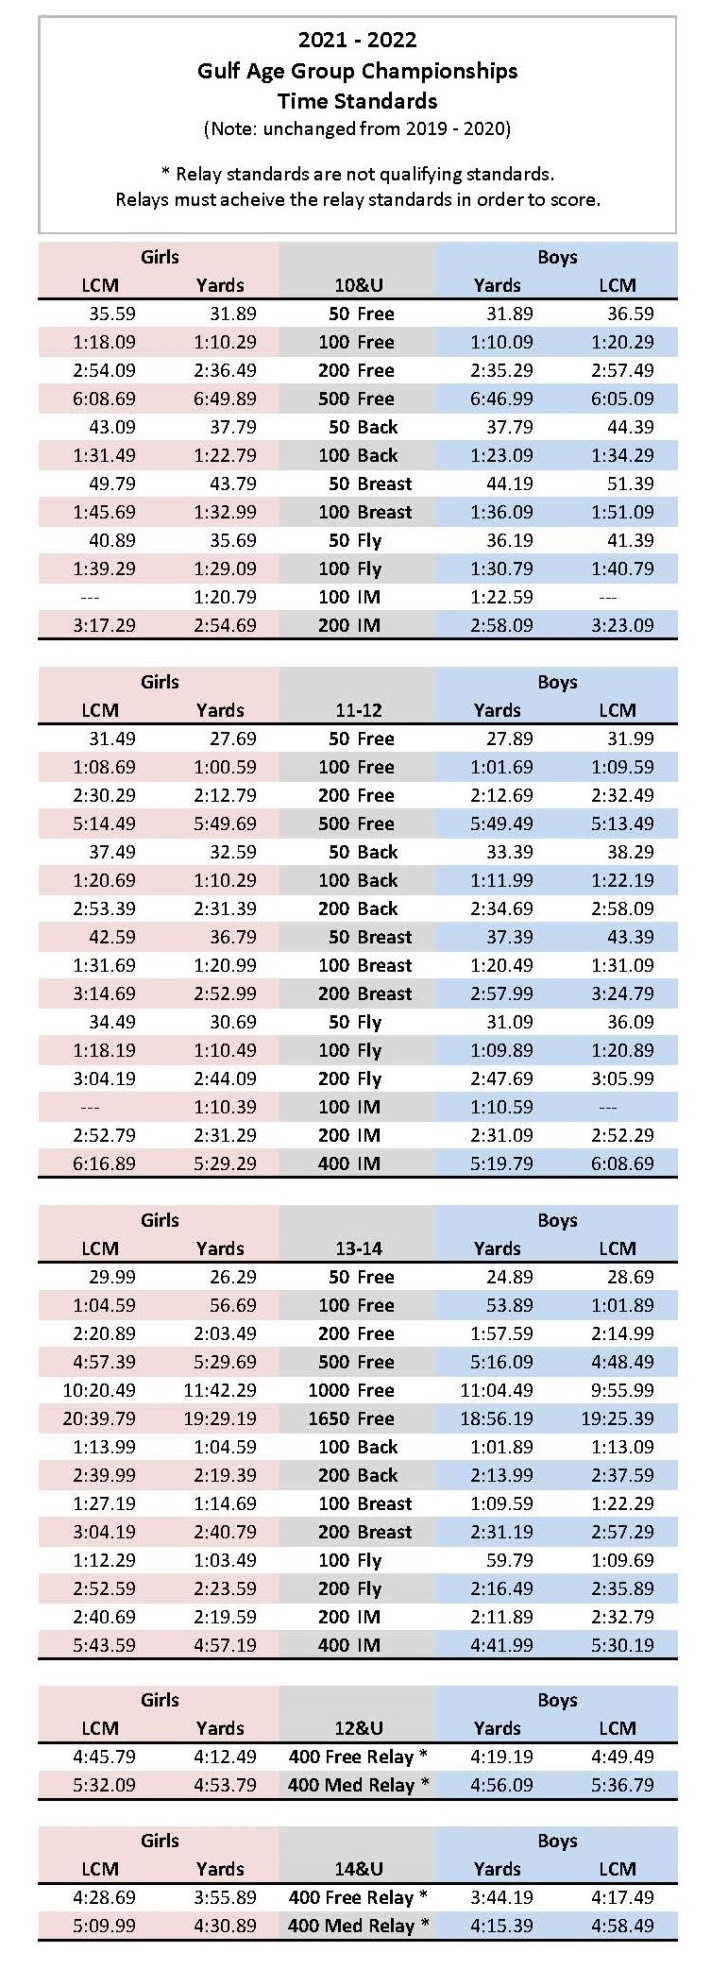 2021 - 2022
Gulf Age Group Championships
Time Standards
(Note: unchanged from 2019 - 2020)
* Relay standards are not qualifying standards.
Relays must acheive the relay standards in order to score.
Girls Boys
LCM Yards 10&U Yards LCM
35.59 31.89 50 Free 31.89 36.59
1:18.09 1:10.29 100 Free 1:10.09 1:20.29
2:54.09 2:36.49 200 Free 2:35.29 2:57.49
6:08.69 6:49.89 500 Free 6:46.99 6:05.09
43.09 37.79 50 Back 37.79 44.39
1:31.49 1:22.79 100 Back 1:23.09 1:34.29
49.79 43.79 50 Breast 44.19 51.39
1:45.69 1:32.99 100 Breast 1:36.09 1:51.09
40.89 35.69 50 Fly 36.19 41.39
1:39.29 1:29.09 100 Fly 1:30.79 1:40.79
--- 1:20.79 100 IM 1:22.59 ---
3:17.29 2:54.69 200 IM 2:58.09 3:23.09
Girls Boys
LCM Yards 11-12 Yards LCM
31.49 27.69 50 Free 27.89 31.99
1:08.69 1:00.59 100 Free 1:01.69 1:09.59
2:30.29 2:12.79 200 Free 2:12.69 2:32.49
5:14.49 5:49.69 500 Free 5:49.49 5:13.49
37.49 32.59 50 Back 33.39 38.29
1:20.69 1:10.29 100 Back 1:11.99 1:22.19
2:53.39 2:31.39 200 Back 2:34.69 2:58.09
42.59 36.79 50 Breast 37.39 43.39
1:31.69 1:20.99 100 Breast 1:20.49 1:31.09
3:14.69 2:52.99 200 Breast 2:57.99 3:24.79
34.49 30.69 50 Fly 31.09 36.09
1:18.19 1:10.49 100 Fly 1:09.89 1:20.89
3:04.19 2:44.09 200 Fly 2:47.69 3:05.99
--- 1:10.39 100 IM 1:10.59 ---
2:52.79 2:31.29 200 IM 2:31.09 2:52.29
6:16.89 5:29.29 400 IM 5:19.79 6:08.69
Girls Boys
LCM Yards 13-14 Yards LCM
29.99 26.29 50 Free 24.89 28.69
1:04.59 56.69 100 Free 53.89 1:01.89
2:20.89 2:03.49 200 Free 1:57.59 2:14.99
4:57.39 5:29.69 500 Free 5:16.09 4:48.49
10:20.49 11:42.29 1000 Free 11:04.49 9:55.99
20:39.79 19:29.19 1650 Free 18:56.19 19:25.39
1:13.99 1:04.59 100 Back 1:01.89 1:13.09
2:39.99 2:19.39 200 Back 2:13.99 2:37.59
1:27.19 1:14.69 100 Breast 1:09.59 1:22.29
3:04.19 2:40.79 200 Breast 2:31.19 2:57.29
1:12.29 1:03.49 100 Fly 59.79 1:09.69
2:52.59 2:23.59 200 Fly 2:16.49 2:35.89
2:40.69 2:19.59 200 IM 2:11.89 2:32.79
5:43.59 4:57.19 400 IM 4:41.99 5:30.19
Girls Boys
LCM Yards 12&U Yards LCM
4:45.79 4:12.49 400 Free Relay * 4:19.19 4:49.49
5:32.09 4:53.79 400 Med Relay * 4:56.09 5:36.79
Girls Boys
LCM Yards 14&U Yards LCM
4:28.69 3:55.89 400 Free Relay * 3:44.19 4:17.49
5:09.99 4:30.89 400 Med Relay * 4:15.39 4:58.49